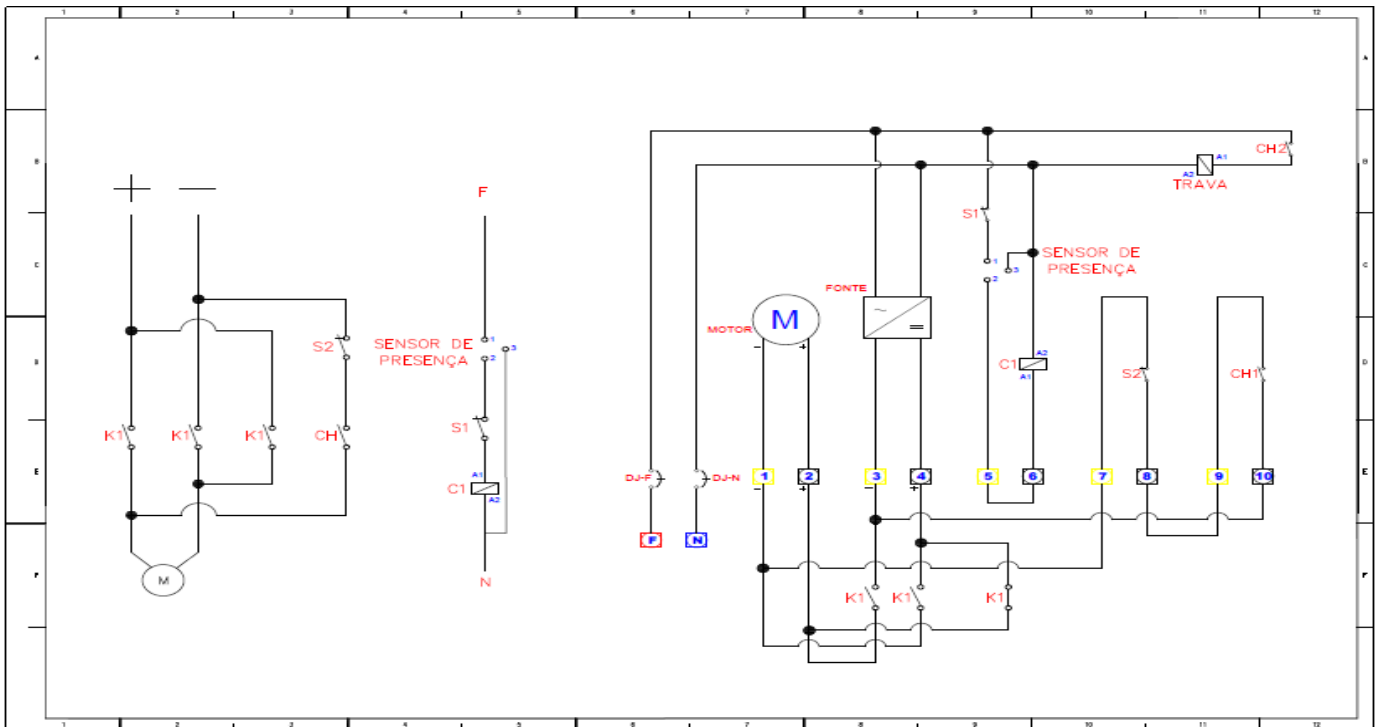 1 2 3 4 5 6 7 8 9 10 11 12
A A
B B
C C
D D
E E
F F
F
S2
SENSOR DE
PRESENÇA
1
2
3
K1 K1 K1 CH
S1
A1
C1
A2
M
N
CH2
A1
A2
TRAVA
S1
1
2
3
SENSOR DE
PRESENÇA
FONTE
MOTOR
M
- +
~
=
C1
A2
A1
S2
CH1
DJ-F DJ-N
1 2 3 4 5 6 7 8 9 10
- + - +
F N
K1 K1 K1
1 2 3 4 5 6 7 8 9 10 11 12